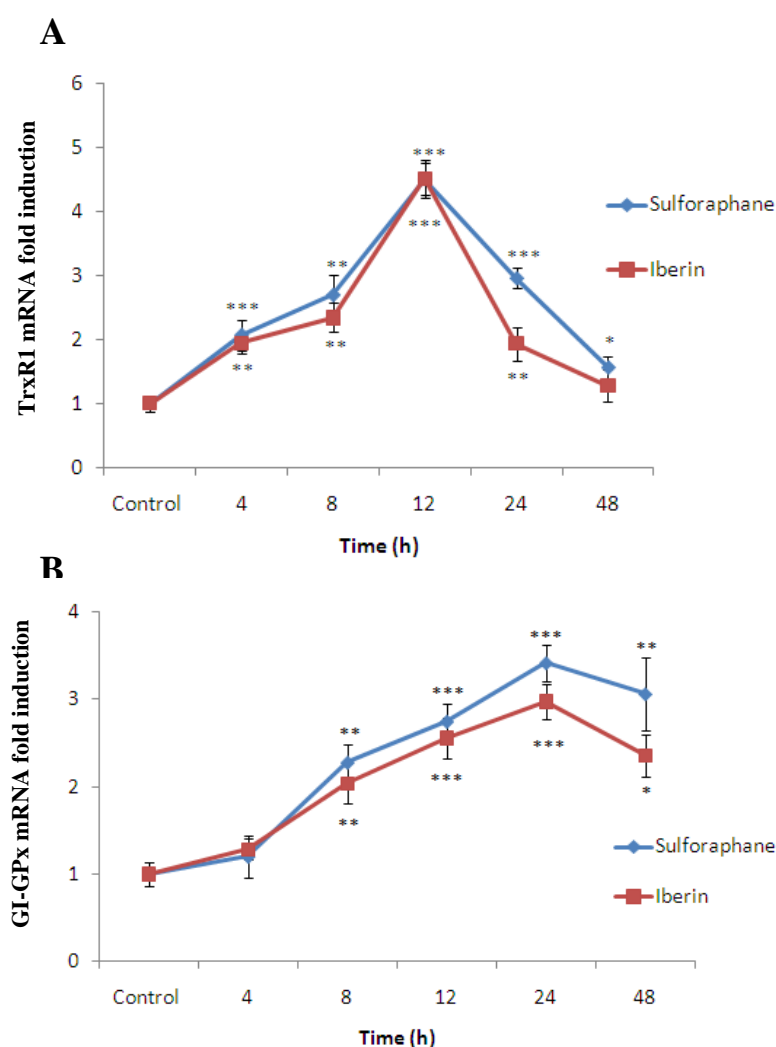 A
TrxR1 mRNA fold induction
6
5
4
3
2
1
0
***
***
***
**
**
**
***
**
*
Sulforaphane
Iberin
Control 4 8 12 24 48
Time (h)
B
GI-GPx mRNA fold induction
4
3
2
1
0
**
**
***
***
***
***
**
*
Sulforaphane
Iberin
Control 4 8 12 24 48
Time (h)